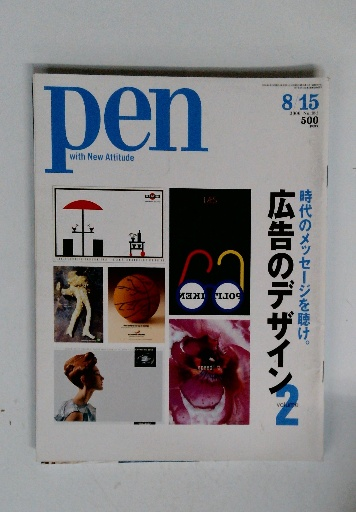 pen
with New Attitude
8/15
500
時代のメッセージを聴け。
広告のデザイン
volume
2